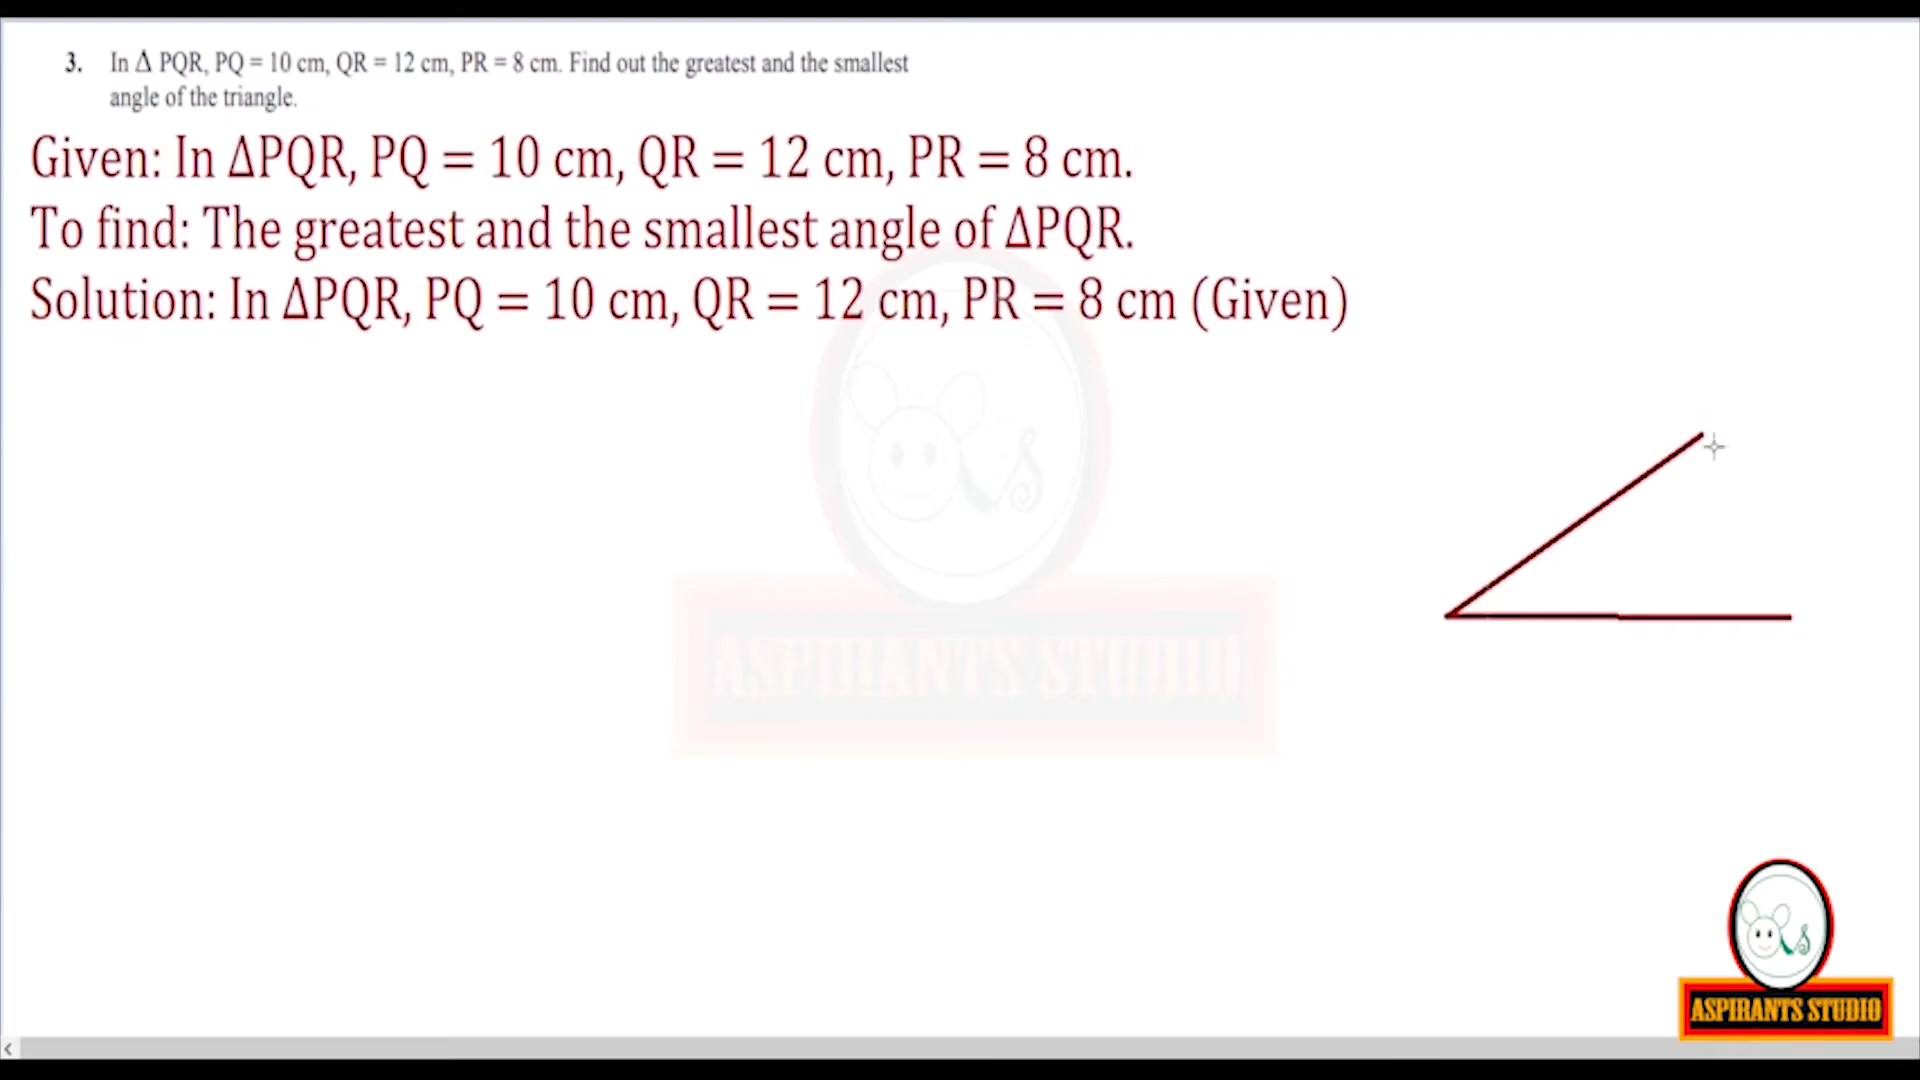 3. In Δ PQR, PQ = 10 cm, QR = 12 cm, PR = 8 cm. Find out the greatest and the smallest
angle of the triangle.
Given: In ΔPQR, PQ = 10 cm, QR = 12 cm, PR = 8 cm.
To find: The greatest and the smallest angle of ΔPQR.
Solution: In ΔPQR, PQ = 10 cm, QR = 12 cm, PR = 8 cm (Given)
ASPIRANTS STUDIO
ASPIRANTS STUDIO